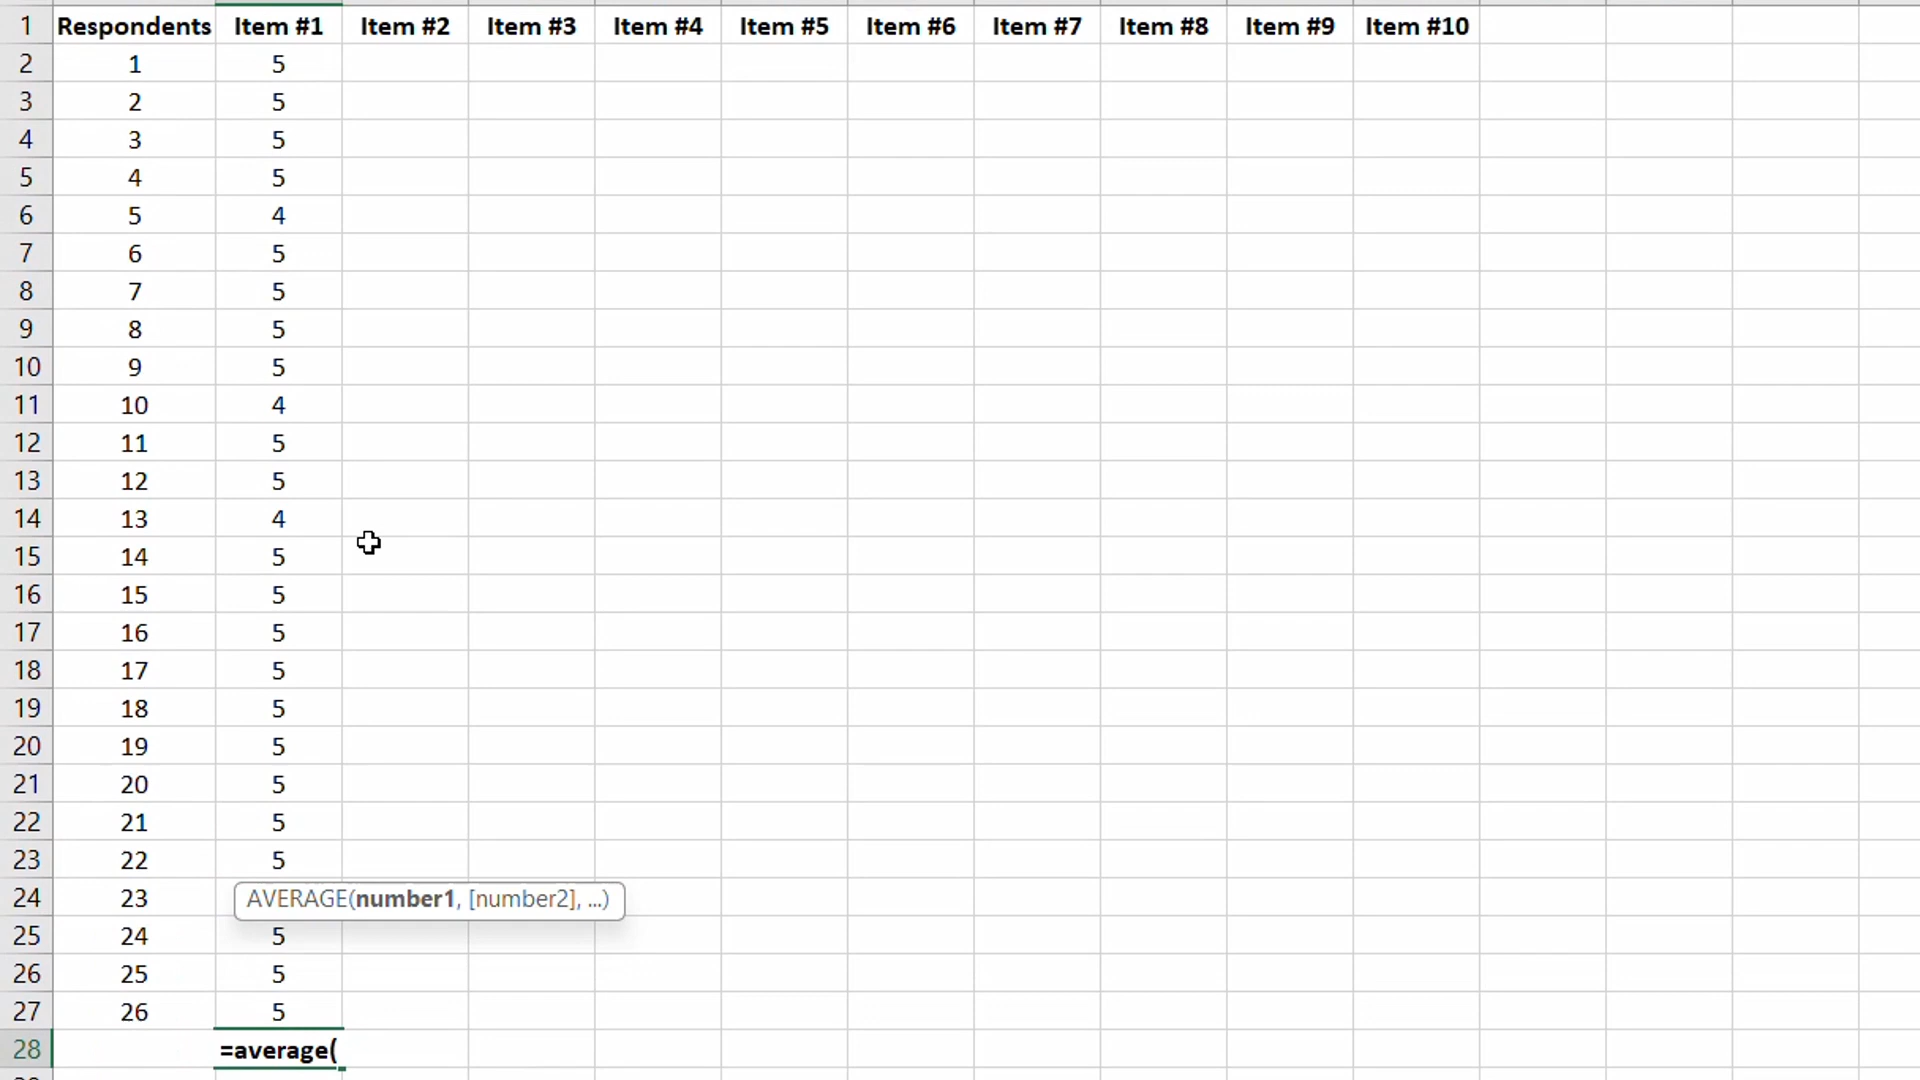 1 Respondents Item #1 Item #2 Item #3 Item #4 Item #5 Item #6 Item #7 Item #8 Item #9 Item #10
2 1 5
3 2 5
4 3 5
5 4 5
6 5 4
7 6 5
8 7 5
9 8 5
10 9 5
11 10 4
12 11 5
13 12 5
14 13 4
15 14 5
16 15 5
17 16 5
18 17 5
19 18 5
20 19 5
21 20 5
22 21 5
23 22 5
24 23 AVERAGE(number1, [number2], ...)
25 24 5
26 25 5
27 26 5
28 =average(